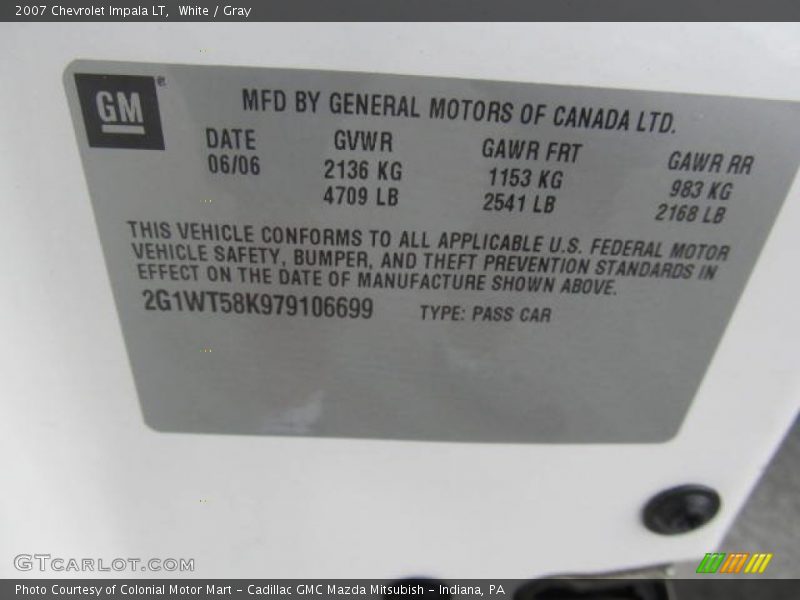 2007 Chevrolet Impala LT, White / Gray
GM
MFD BY GENERAL MOTORS OF CANADA LTD.
DATE GVWR GAWR FRT GAWR RR
06/06 2136 KG 1153 KG 983 KG
4709 LB 2541 LB 2168 LB
THIS VEHICLE CONFORMS TO ALL APPLICABLE U.S. FEDERAL MOTOR
VEHICLE SAFETY, BUMPER, AND THEFT PREVENTION STANDARDS IN
EFFECT ON THE DATE OF MANUFACTURE SHOWN ABOVE.
2G1WT58K979106699 TYPE: PASS CAR
GTCARLOT.COM
Photo Courtesy of Colonial Motor Mart - Cadillac GMC Mazda Mitsubish - Indiana, PA